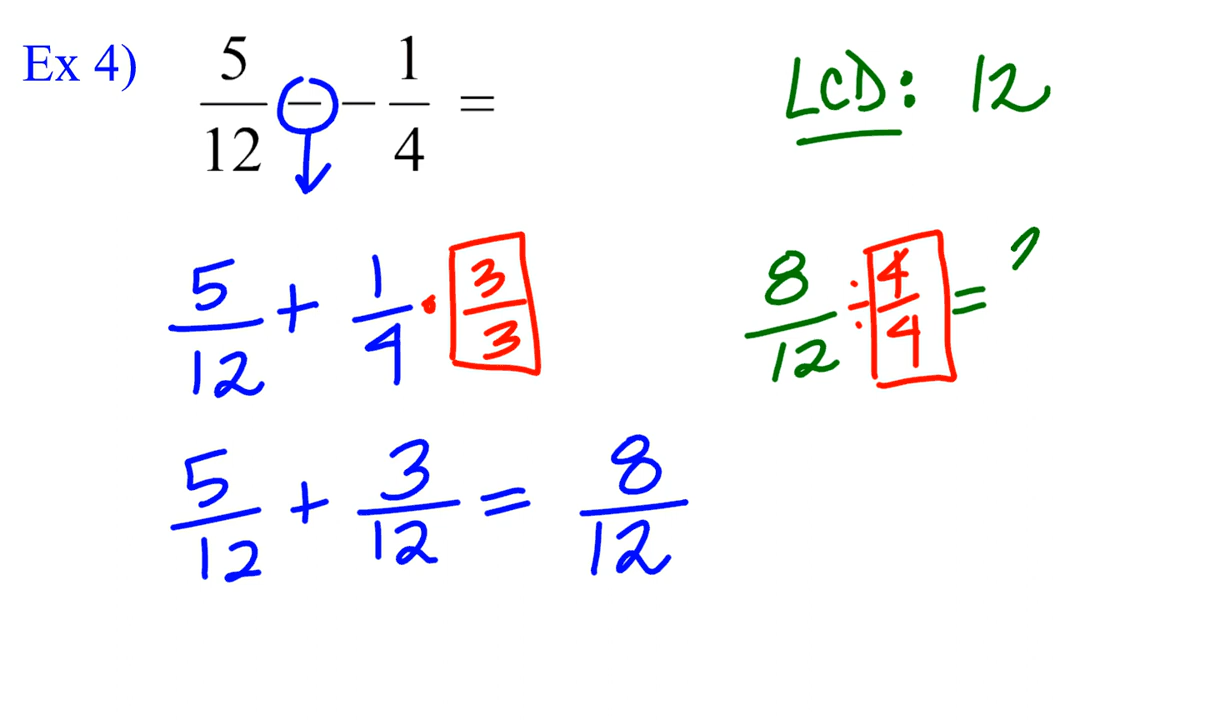 Ex 4) 5/12 − − 1/4 =
LCD: 12
5/12 + 1/4 · 3/3
8/12 ÷ 4/4 =
5/12 + 3/12 = 8/12